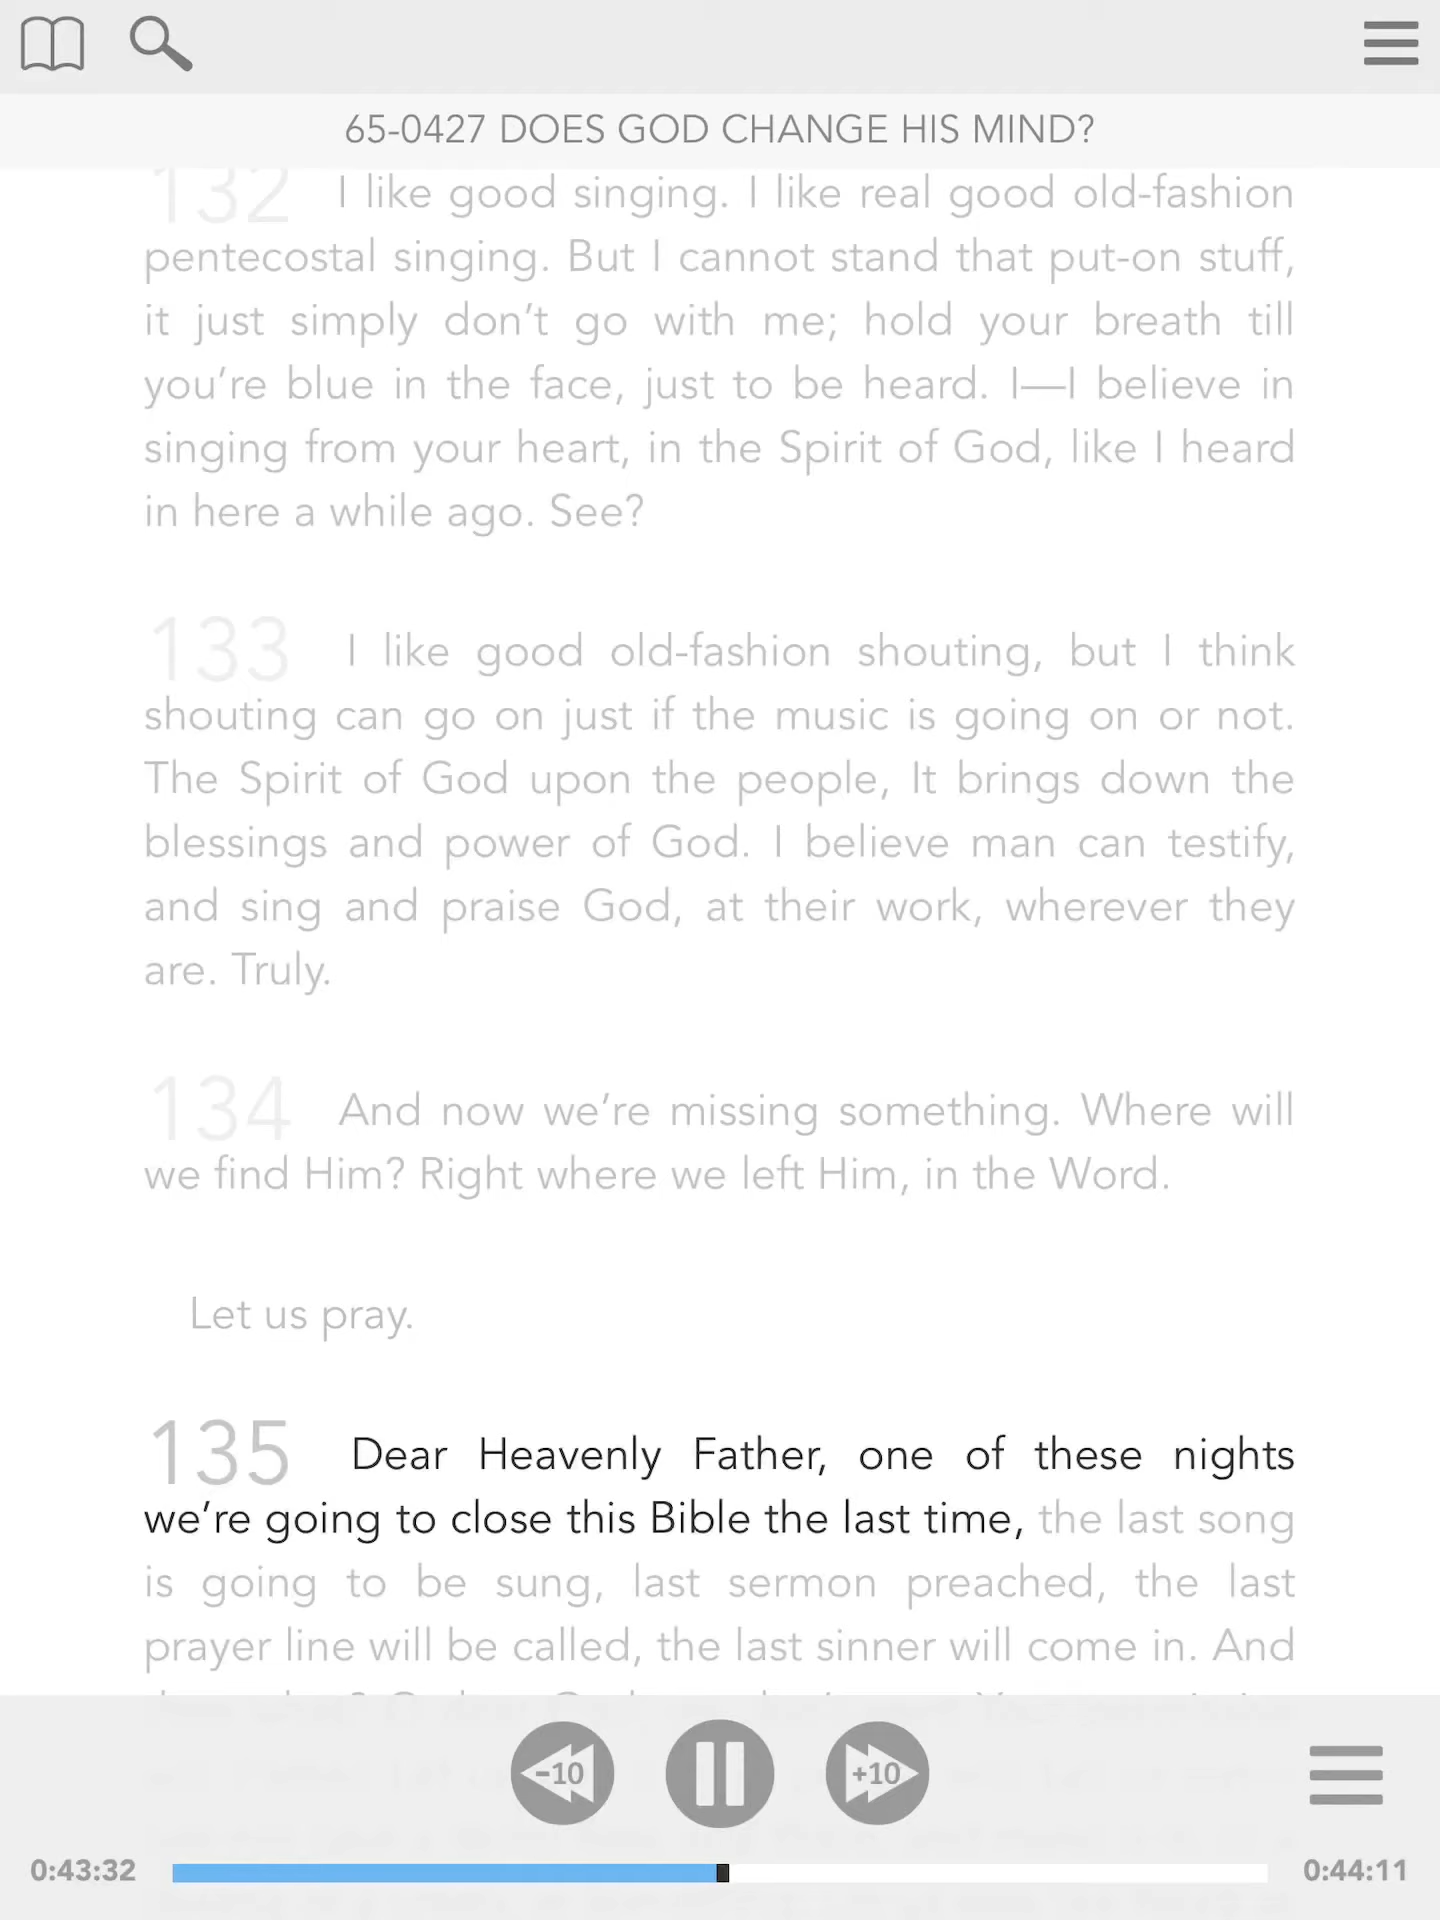 65-0427 DOES GOD CHANGE HIS MIND?
132 I like good singing. I like real good old-fashion
pentecostal singing. But I cannot stand that put-on stuff,
it just simply don’t go with me; hold your breath till
you’re blue in the face, just to be heard. I—I believe in
singing from your heart, in the Spirit of God, like I heard
in here a while ago. See?
133 I like good old-fashion shouting, but I think
shouting can go on just if the music is going on or not.
The Spirit of God upon the people, It brings down the
blessings and power of God. I believe man can testify,
and sing and praise God, at their work, wherever they
are. Truly.
134 And now we’re missing something. Where will
we find Him? Right where we left Him, in the Word.
Let us pray.
135 Dear Heavenly Father, one of these nights
we’re going to close this Bible the last time, the last song
is going to be sung, last sermon preached, the last
prayer line will be called, the last sinner will come in. And
-10 +10
0:43:32 0:44:11